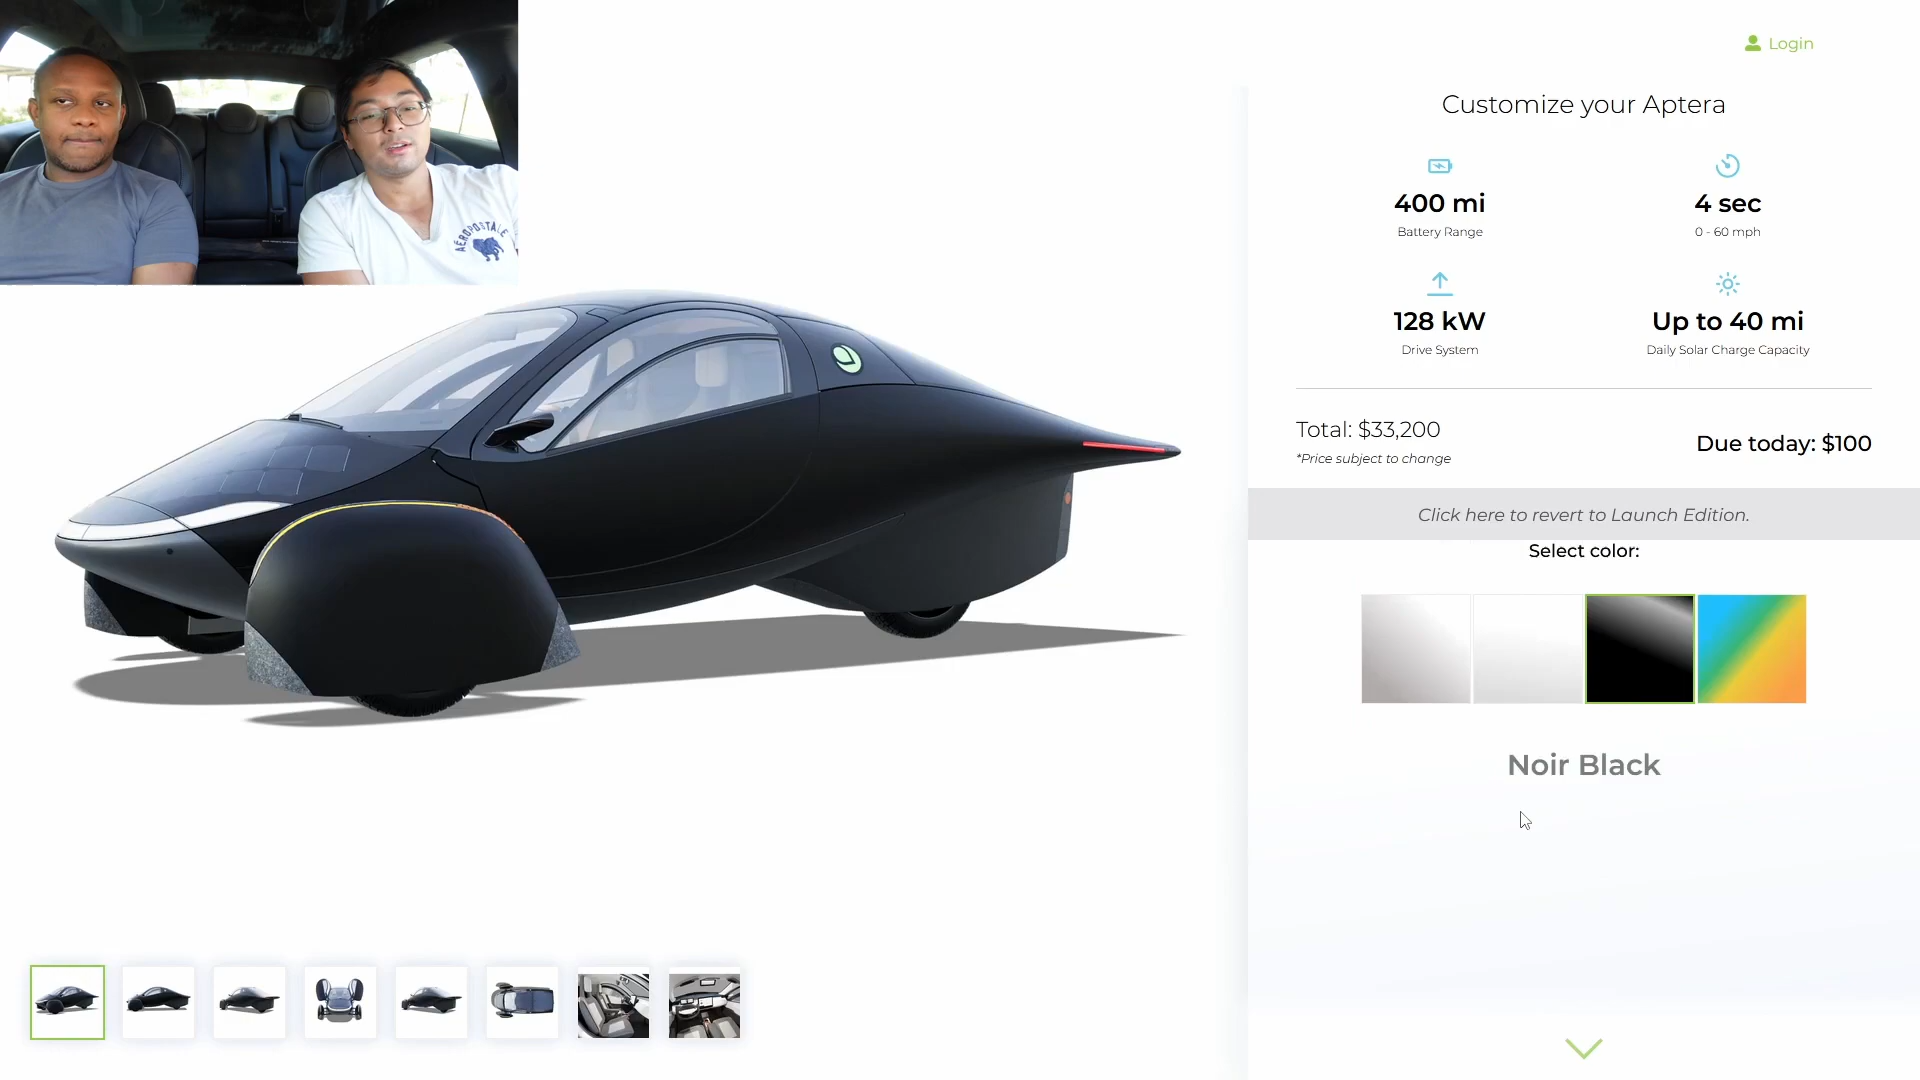 Login
Customize your Aptera
400 mi
Battery Range
4 sec
0 - 60 mph
128 kW
Drive System
Up to 40 mi
Daily Solar Charge Capacity
Total: $33,200
*Price subject to change
Due today: $100
Click here to revert to Launch Edition.
Select color:
Noir Black
AÉROPOSTALE